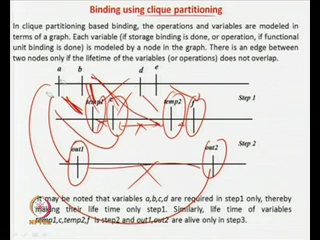 Binding using clique partitioning
In clique partitioning based binding, the operations and variables are modeled in
terms of a graph. Each variable (if storage binding is done, or operation, if functional
unit binding is done) is modeled by a node in the graph. There is an edge between
two nodes only if the lifetime of the variables (or operations) does not overlap.
a b d e
Step 1
temp1 c temp2 f
Step 2
out1 out2
It may be noted that variables a,b,c,d are required in step1 only, thereby
making their life time only step1. Similarly, life time of variables
temp1,c,temp2,f is step2 and out1,out2 are alive only in step3.